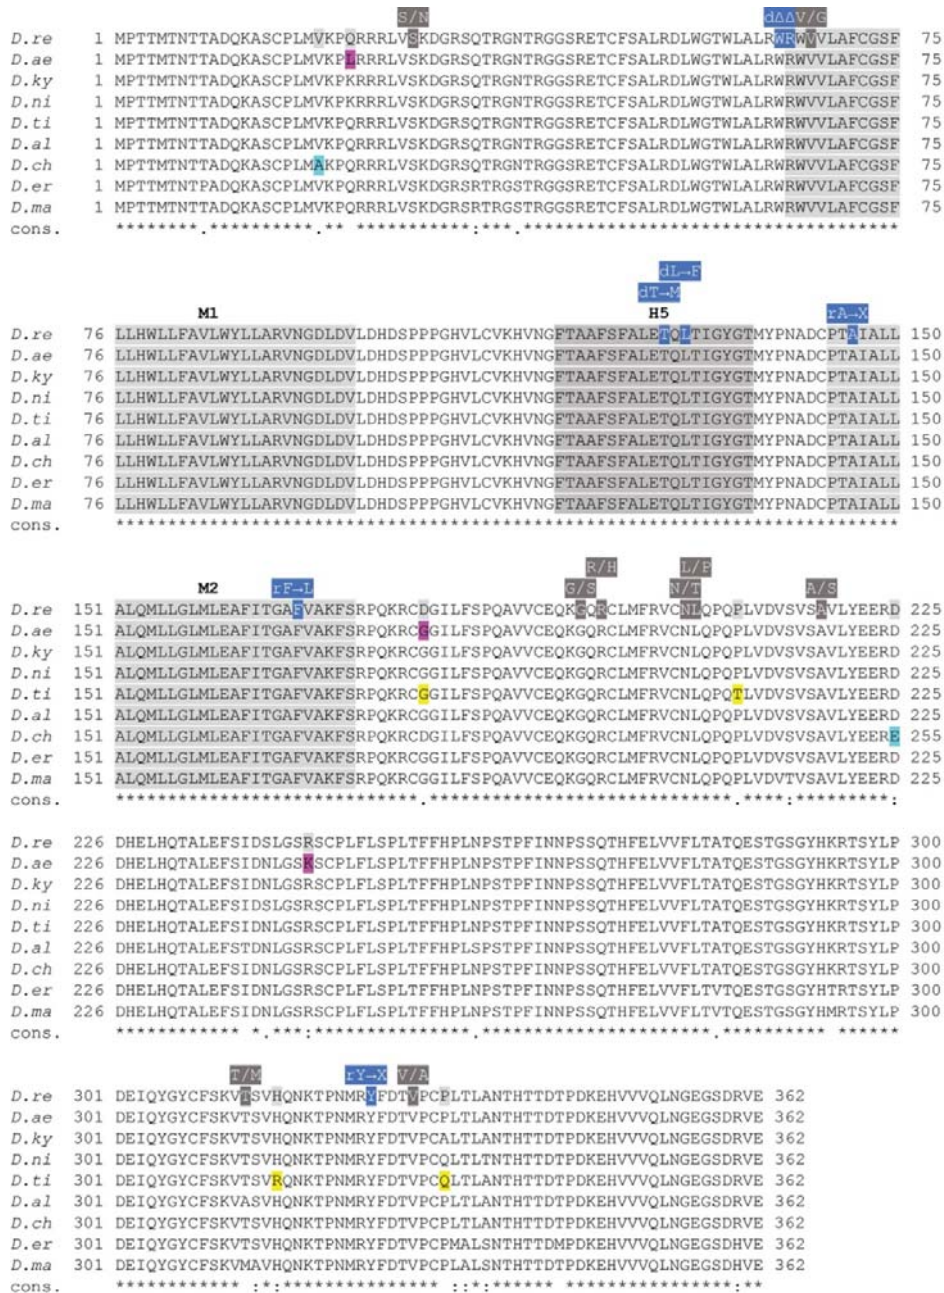 S/N dΔΔ V/G
D.re 1 MPTTMTNTTADQKASCPLMVKPQRRRLVSKDGRSQTRGNTRGGSRETCFSALRDLWGTWLALRWRWVVLAFCGSF 75
D.ae 1 MPTTMTNTTADQKASCPLMVKPLRRRLVSKDGRSQTRGNTRGGSRETCFSALRDLWGTWLALRWRWVVLAFCGSF 75
D.ky 1 MPTTMTNTTADQKASCPLMVKPKRRRLVSKDGRSQTRGNTRGGSRETCFSALRDLWGTWLALRWRWVVLAFCGSF 75
D.ni 1 MPTTMTNTTADQKASCPLMVKPKRRRLVSKDGRSQTRGNTRGGSRETCFSALRDLWGTWLALRWRWVVLAFCGSF 75
D.ti 1 MPTTMTNTTADQKASCPLMVKPKRRRLVSKDGRSQTRGNTRGGSRETCFSALRDLWGTWLALRWRWVVLAFCGSF 75
D.al 1 MPTTMTNTTADQKASCPLMVKPQRRRLVSKDGRSQTRGNTRGGSRETCFSALRDLWGTWLALRWRWVVLAFCGSF 75
D.ch 1 MPTTMTNTTADQKASCPLMAKPQRRRLVSKDGRSQTRGNTRGGSRETCFSALRDLWGTWLALRWRWVVLAFCGSF 75
D.er 1 MPTTMTNTPADQKASCPLMVKPQRRRLVSKDGRSRTRGSTRGGSRETCFSALRDLWGTWLALRWRWVVLAFCGSF 75
D.ma 1 MPTTMTNTTADQKASCPLMVKPQRRRLVSKDGRSRTRGSTRGGSRETCFSALRDLWGTWLALRWRWVVLAFCGSF 75
cons. ********.**********.** ***********:***.************************************
dL→F
dT→M
M1 H5 rA→X
D.re 76 LLHWLLFAVLWYLLARVNGDLDVLDHDSPPPGHVLCVKHVNGFTAAFSFALETQLTIGYGTMYPNADCPTAIALL 150
D.ae 76 LLHWLLFAVLWYLLARVNGDLDVLDHDSPPPGHVLCVKHVNGFTAAFSFALETQLTIGYGTMYPNADCPTAIALL 150
D.ky 76 LLHWLLFAVLWYLLARVNGDLDVLDHDSPPPGHVLCVKHVNGFTAAFSFALETQLTIGYGTMYPNADCPTAIALL 150
D.ni 76 LLHWLLFAVLWYLLARVNGDLDVLDHDSPPPGHVLCVKHVNGFTAAFSFALETQLTIGYGTMYPNADCPTAIALL 150
D.ti 76 LLHWLLFAVLWYLLARVNGDLDVLDHDSPPPGHVLCVKHVNGFTAAFSFALETQLTIGYGTMYPNADCPTAIALL 150
D.al 76 LLHWLLFAVLWYLLARVNGDLDVLDHDSPPPGHVLCVKHVNGFTAAFSFALETQLTIGYGTMYPNADCPTAIALL 150
D.ch 76 LLHWLLFAVLWYLLARVNGDLDVLDHDSPPPGHVLCVKHVNGFTAAFSFALETQLTIGYGTMYPNADCPTAIALL 150
D.er 76 LLHWLLFAVLWYLLARVNGDLDVLDHDSPPPGHVLCVKHVNGFTAAFSFALETQLTIGYGTMYPNADCPTAIALL 150
D.ma 76 LLHWLLFAVLWYLLARVNGDLDVLDHDSPPPGHVLCVKHVNGFTAAFSFALETQLTIGYGTMYPNADCPTAIALL 150
cons. ***************************************************************************
R/H L/P
M2 rF→L G/S N/T A/S
D.re 151 ALQMLLGLMLEAFITGAFVAKFSRPQKRCDGILFSPQAVVCEQKGQRCLMFRVCNLQPQPLVDVSVSAVLYEERD 225
D.ae 151 ALQMLLGLMLEAFITGAFVAKFSRPQKRCGGILFSPQAVVCEQKGQRCLMFRVCNLQPQPLVDVSVSAVLYEERD 225
D.ky 151 ALQMLLGLMLEAFITGAFVAKFSRPQKRCGGILFSPQAVVCEQKGQRCLMFRVCNLQPQPLVDVSVSAVLYEERD 225
D.ni 151 ALQMLLGLMLEAFITGAFVAKFSRPQKRCGGILFSPQAVVCEQKGQRCLMFRVCNLQPQPLVDVSVSAVLYEERD 225
D.ti 151 ALQMLLGLMLEAFITGAFVAKFSRPQKRCGGILFSPQAVVCEQKGQRCLMFRVCNLQPQTLVDVSVSAVLYEERD 225
D.al 151 ALQMLLGLMLEAFITGAFVAKFSRPQKRCGGILFSPQAVVCEQKGQRCLMFRVCNLQPQPLVDVSVSAVLYEERD 225
D.ch 151 ALQMLLGLMLEAFITGAFVAKFSRPQKRCDGILFSPQAVVCEQKGQRCLMFRVCNLQPQPLVDVSVSAVLYEERE 255
D.er 151 ALQMLLGLMLEAFITGAFVAKFSRPQKRCGGILFSPQAVVCEQKGQRCLMFRVCNLQPQPLVDVSVSAVLYEERD 225
D.ma 151 ALQMLLGLMLEAFITGAFVAKFSRPQKRCGGILFSPQAVVCEQKGQRCLMFRVCNLQPQPLVDVTVSAVLYEERD 225
cons. *****************************.*****************************.****:*********:
D.re 226 DHELHQTALEFSIDSLGSRSCPLFLSPLTFFHPLNPSTPFINNPSSQTHFELVVFLTATQESTGSGYHKRTSYLP 300
D.ae 226 DHELHQTALEFSIDSLGSKSCPLFLSPLTFFHPLNPSTPFINNPSSQTHFELVVFLTATQESTGSGYHKRTSYLP 300
D.ky 226 DHELHQTALEFSIDNLGSRSCPLFLSPLTFFHPLNPSTPFINNPSSQTHFELVVFLTATQESTGSGYHKRTSYLP 300
D.ni 226 DHELHQTALEFSIDSLGSRSCPLFLSPLTFFHPLNPSTPFINNPSSQTHFELVVFLTATQESTGSGYHKRTSYLP 300
D.ti 226 DHELHQTALEFSIDNLGSRSCPLFLSPLTFFHPLNPSTPFINNPSSQTHFELVVFLTATQESTGSGYHKRTSYLP 300
D.al 226 DHELHQTALEFSTDNLGSRSCPLFLSPLTFFHPLNPSTPFINNPSSQTHFELVVFLTATQESTGSGYHKRTSYLP 300
D.ch 226 DHELHQTALEFSIDNLGSRSCPLFLSPLTFFHPLNPSTPFINNPSSQTHFELVVFLTATQESTGSGYHKRTSYLP 300
D.er 226 DHELHQTALEFSIDNLGSRSCPLFLSPLTFFHPLNPSTPFINNPSSQTHFELVVFLTVTQESTGSGYHTRTSYLP 300
D.ma 226 DHELHQTALEFSIDNLGSRSCPLFLSPLTFFHPLNPSTPFINNPSSQTHFELVVFLTVTQESTGSGYHMRTSYLP 300
cons. ************ *.***:***************.**********************.********** ******
T/M rY→X V/A
D.re 301 DEIQYGYCFSKVTSVHQNKTPNMRYFDTVPCPLTLANTHTTDTPDKEHVVVQLNGEGSDRVE 362
D.ae 301 DEIQYGYCFSKVTSVHQNKTPNMRYFDTVPCPLTLANTHTTDTPDKEHVVVQLNGEGSDRVE 362
D.ky 301 DEIQYGYCFSKVTSVHQNKTPNMRYFDTVPCALTLANTHTTDTPDKEHVVVQLNGEGSDRVE 362
D.ni 301 DEIQYGYCFSKVTSVHQNKTPNMRYFDTVPCQLTLTNTHTTDTPDKEHVVVQLNGEGSDRVE 362
D.ti 301 DEIQYGYCFSKVTSVRQNKTPNMRYFDTVPCQLTLANTHTTDTPDKEHVVVQLNGEGSDRVE 362
D.al 301 DEIQYGYCFSKVASVHQNKTPNMRYFDTVPCPLTLANTHTTDTPDKEHVVVQLNGEGSDRVE 362
D.ch 301 DEIQYGYCFSKVTSVHQNKTPNMRYFDTVPCPLTLANTHTTDTPDKEHVVVQLNGEGSDRVE 362
D.er 301 DEIQYGYCFSKVTSVHQNKTPNMRYFDTVPCPMALSNTHTTDMPDKEHVVVQLNGEGSDHVE 362
D.ma 301 DEIQYGYCFSKVMAVHQNKTPNMRYFDTVPCPLALSNTHTTDTPDKEHVVVQLNGEGSDRVE 362
cons. ************ :*:*************** ::*:****** ****************:**